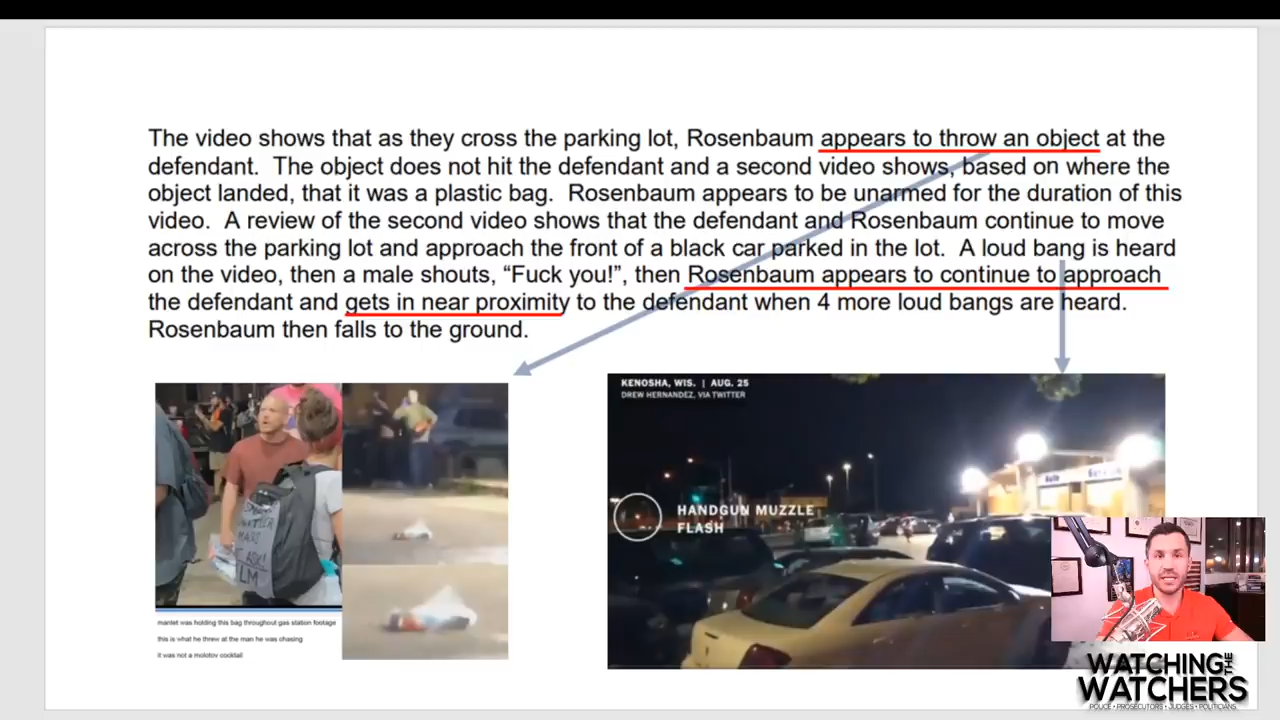 The video shows that as they cross the parking lot, Rosenbaum appears to throw an object at the
defendant. The object does not hit the defendant and a second video shows, based on where the
object landed, that it was a plastic bag. Rosenbaum appears to be unarmed for the duration of this
video. A review of the second video shows that the defendant and Rosenbaum continue to move
across the parking lot and approach the front of a black car parked in the lot. A loud bang is heard
on the video, then a male shouts, “Fuck you!”, then Rosenbaum appears to continue to approach
the defendant and gets in near proximity to the defendant when 4 more loud bangs are heard.
Rosenbaum then falls to the ground.
manlet was holding this bag throughout gas station footage
this is what he threw at the man he was chasing
it was not a molotov cocktail
KENOSHA, WIS. | AUG. 25
DREW HERNANDEZ, VIA TWITTER
HANDGUN MUZZLE
FLASH
WATCHING THE
WATCHERS
POLICE • PROSECUTORS • JUDGES • POLITICIANS